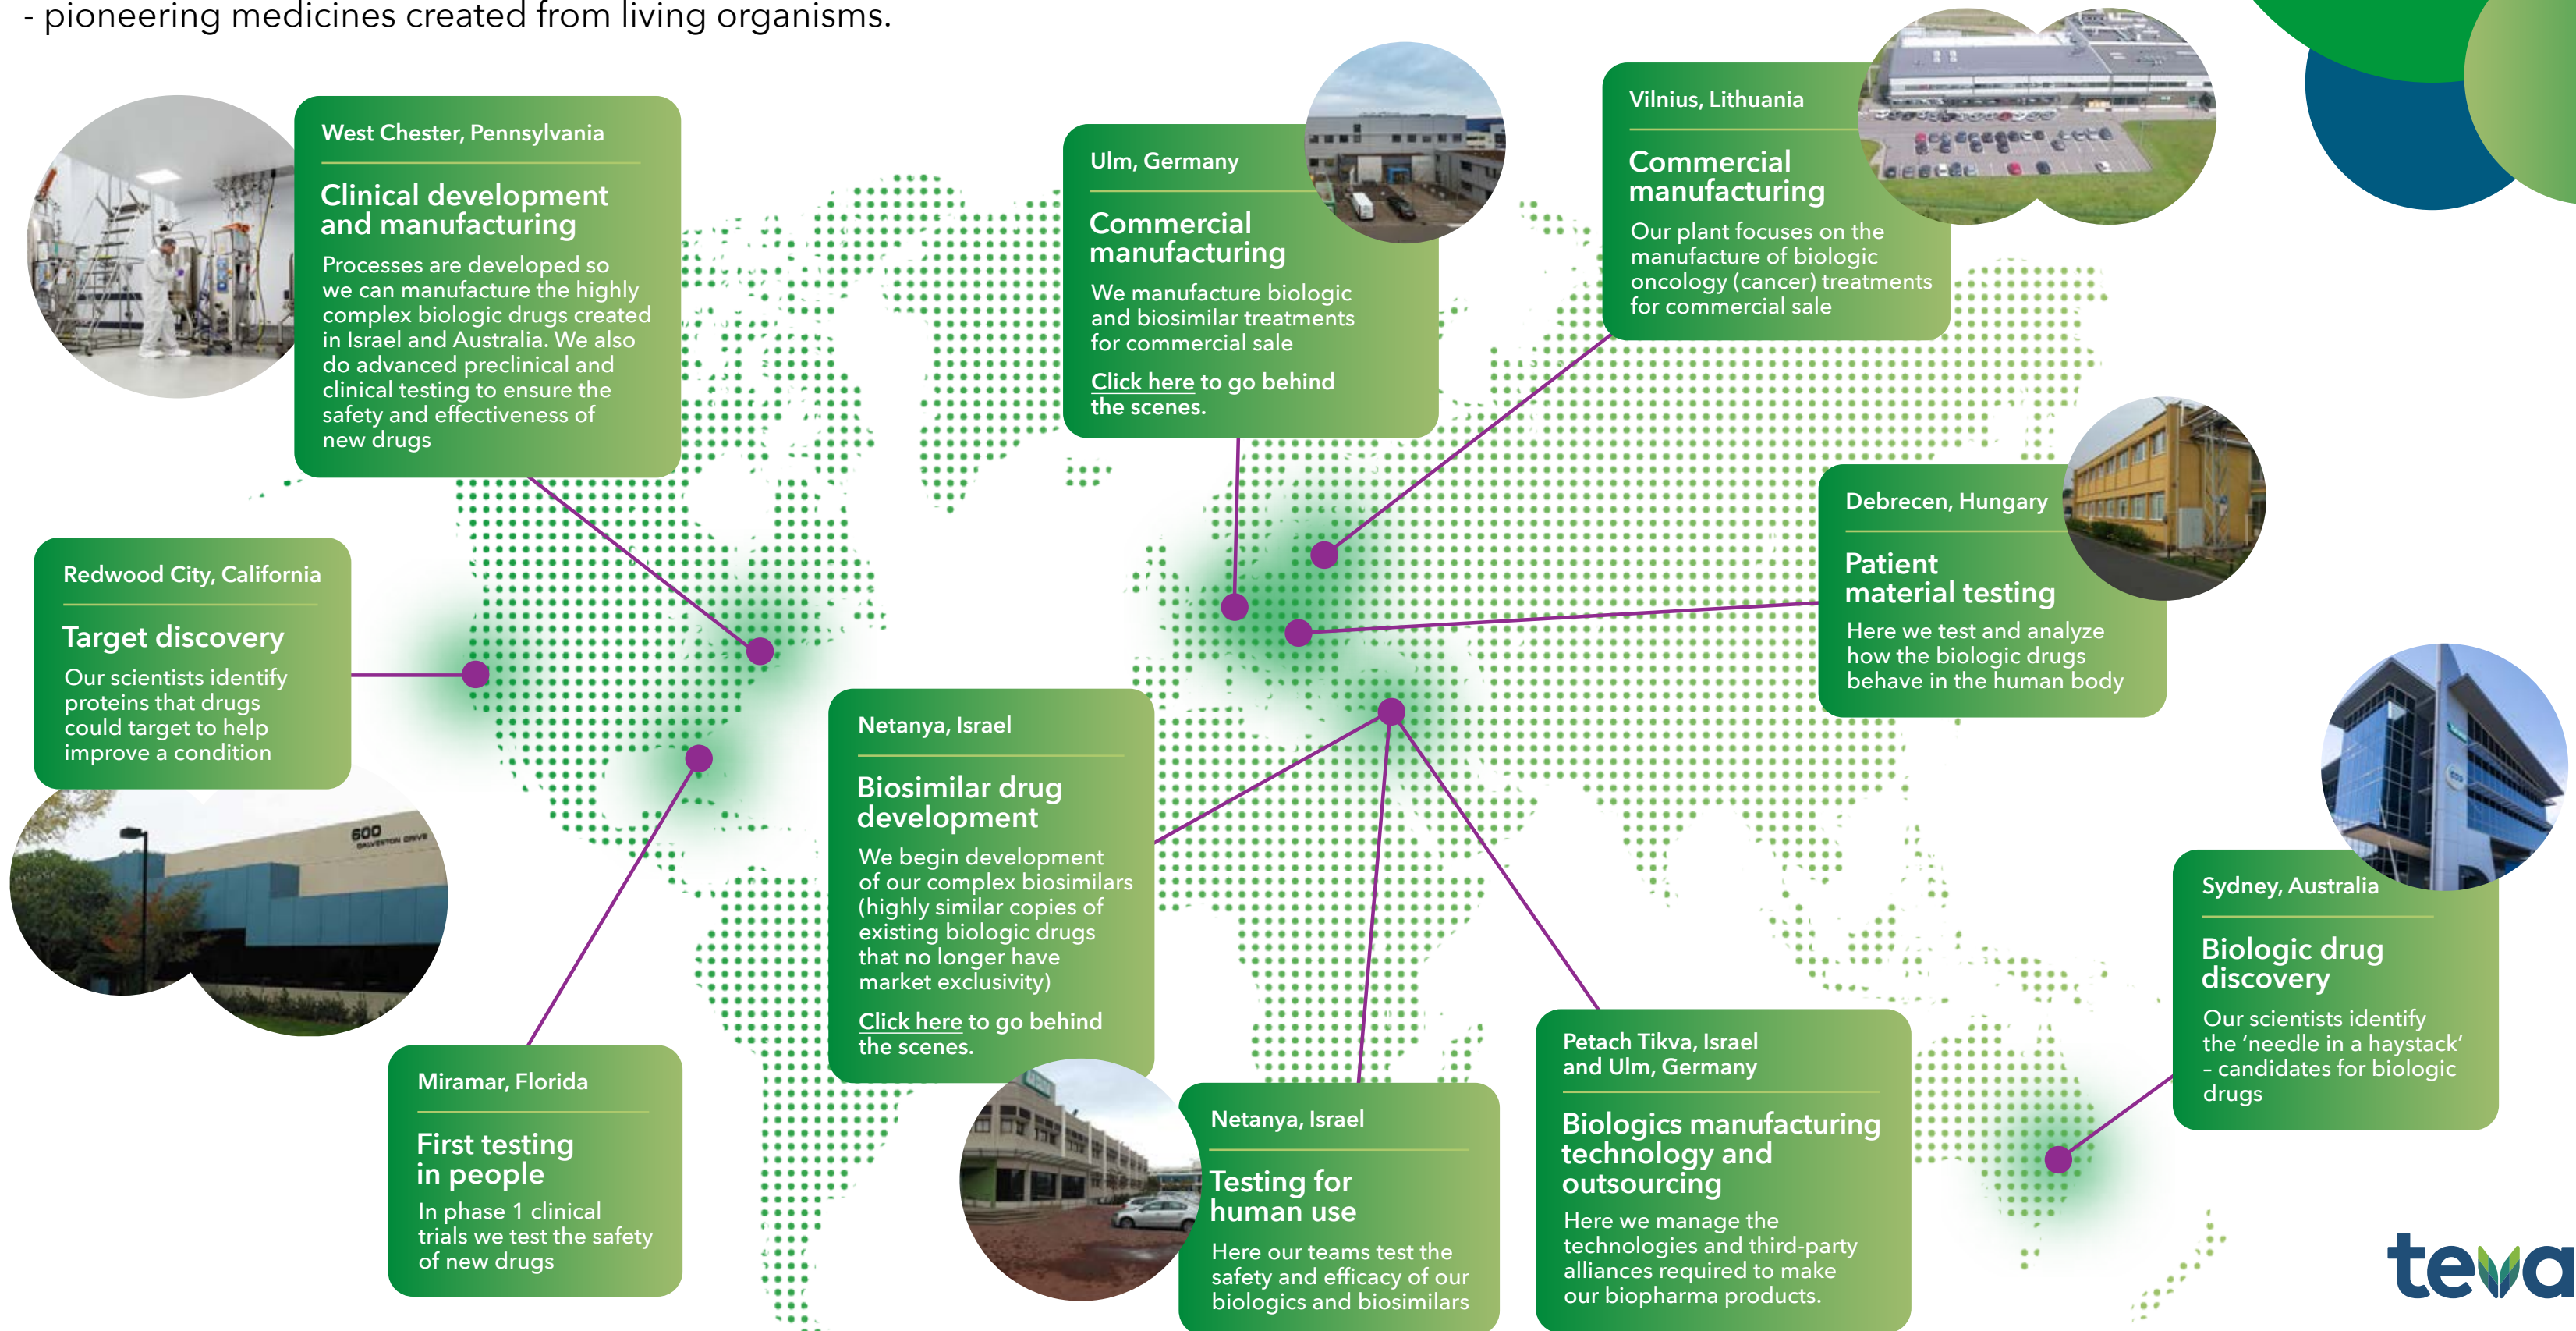 - pioneering medicines created from living organisms.
West Chester, Pennsylvania
Clinical development
and manufacturing
Processes are developed so
we can manufacture the highly
complex biologic drugs created
in Israel and Australia. We also
do advanced preclinical and
clinical testing to ensure the
safety and effectiveness of
new drugs
Ulm, Germany
Commercial
manufacturing
We manufacture biologic
and biosimilar treatments
for commercial sale
Click here to go behind
the scenes.
Vilnius, Lithuania
Commercial
manufacturing
Our plant focuses on the
manufacture of biologic
oncology (cancer) treatments
for commercial sale
Debrecen, Hungary
Patient
material testing
Here we test and analyze
how the biologic drugs
behave in the human body
Redwood City, California
Target discovery
Our scientists identify
proteins that drugs
could target to help
improve a condition
600
GALVESTON DRIVE
Netanya, Israel
Biosimilar drug
development
We begin development
of our complex biosimilars
(highly similar copies of
existing biologic drugs
that no longer have
market exclusivity)
Click here to go behind
the scenes.
Sydney, Australia
Biologic drug
discovery
Our scientists identify
the ‘needle in a haystack’
– candidates for biologic
drugs
Miramar, Florida
First testing
in people
In phase 1 clinical
trials we test the safety
of new drugs
Netanya, Israel
Testing for
human use
Here our teams test the
safety and efficacy of our
biologics and biosimilars
Petach Tikva, Israel
and Ulm, Germany
Biologics manufacturing
technology and
outsourcing
Here we manage the
technologies and third-party
alliances required to make
our biopharma products.
teva